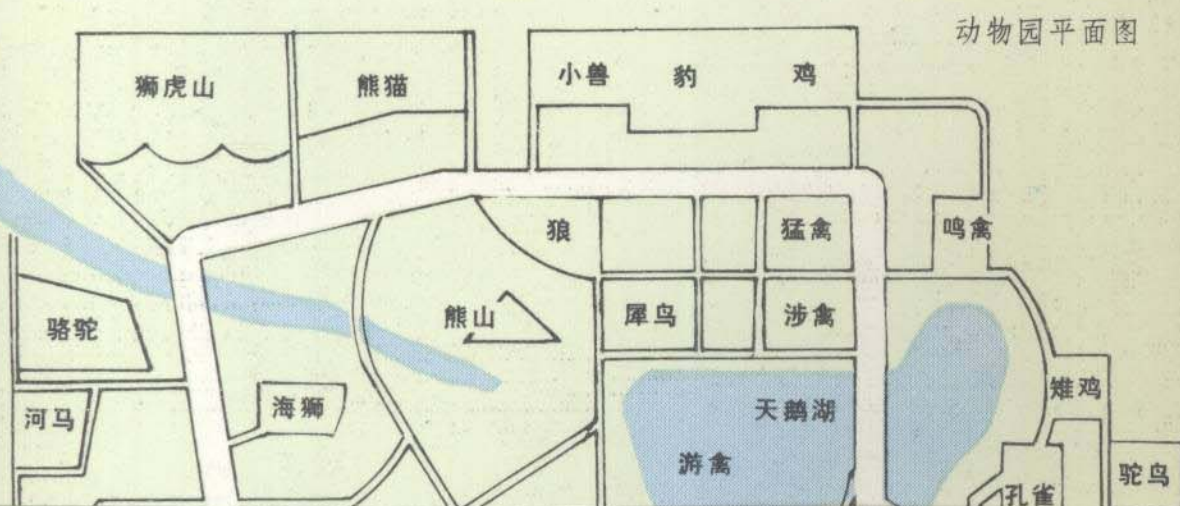 动物园平面图
狮虎山
熊猫
小兽 豹 鸡
狼
猛禽
鸣禽
熊山
犀鸟
涉禽
骆驼
河马
海狮
天鹅湖
游禽
雉鸡
驼鸟
孔雀